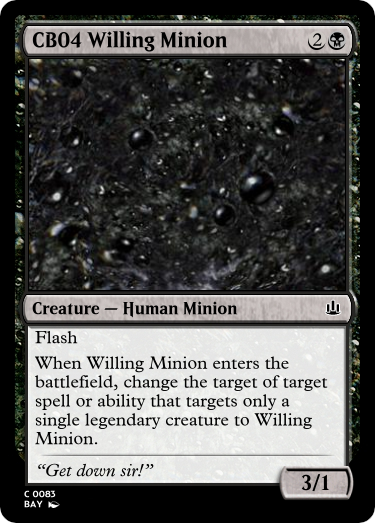 CB04 Willing Minion 2
Creature — Human Minion
Flash
When Willing Minion enters the
battlefield, change the target of target
spell or ability that targets only a
single legendary creature to Willing
Minion.
“Get down sir!”
3/1
C 0083
BAY